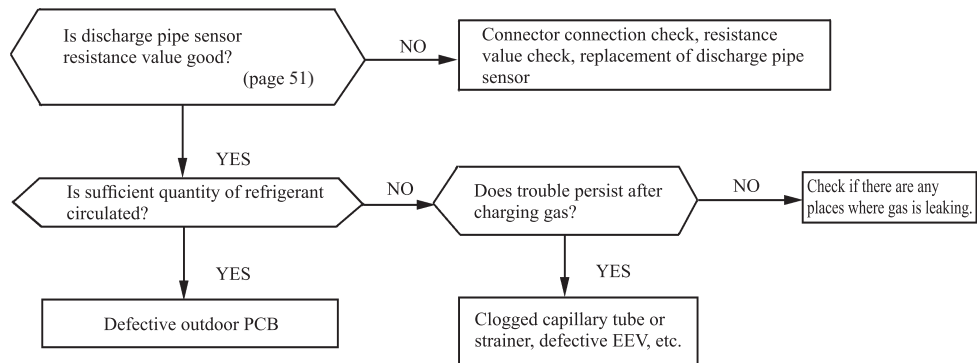 Is discharge pipe sensor
resistance value good?
(page 51)
NO
Connector connection check, resistance
value check, replacement of discharge pipe
sensor
YES
Is sufficient quantity of refrigerant
circulated?
NO
Does trouble persist after
charging gas?
NO
Check if there are any
places where gas is leaking.
YES
YES
Defective outdoor PCB
Clogged capillary tube or
strainer, defective EEV, etc.